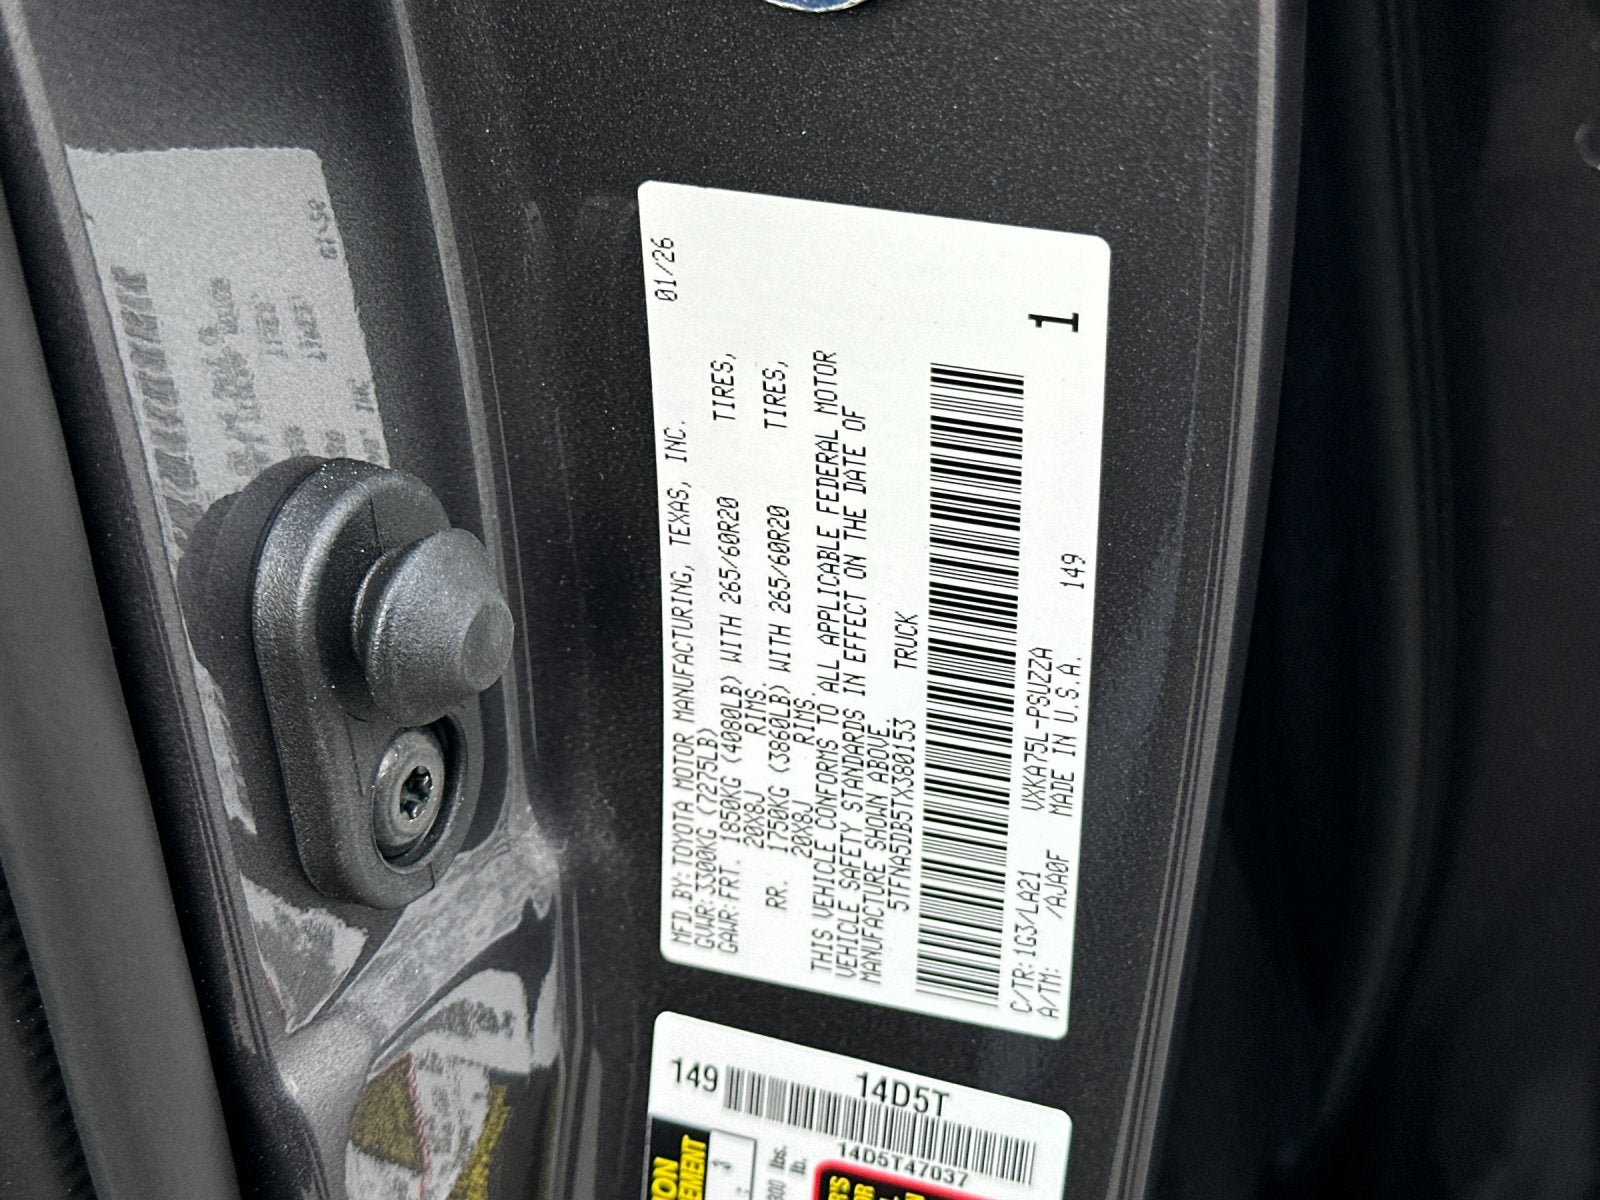 MFD.BY:TOYOTA MOTOR MANUFACTURING, TEXAS, INC. 01/26
GVWR:3300KG (7275LB)
GAWR:FRT. 1850KG (4080LB) WITH 265/60R20 TIRES,
20X8J RIMS.
RR. 1750KG (3860LB) WITH 265/60R20 TIRES,
20X8J RIMS.
THIS VEHICLE CONFORMS TO ALL APPLICABLE FEDERAL MOTOR
VEHICLE SAFETY STANDARDS IN EFFECT ON THE DATE OF
MANUFACTURE SHOWN ABOVE.
5TFNA5DB5TX380153 TRUCK
1
C/TR:1G3/LA21 VXKA75L-PSUZZA 149
A/TM: /AJA0F MADE IN U.S.A.
149
14D5T
14D5T47037
lbs.
lb.